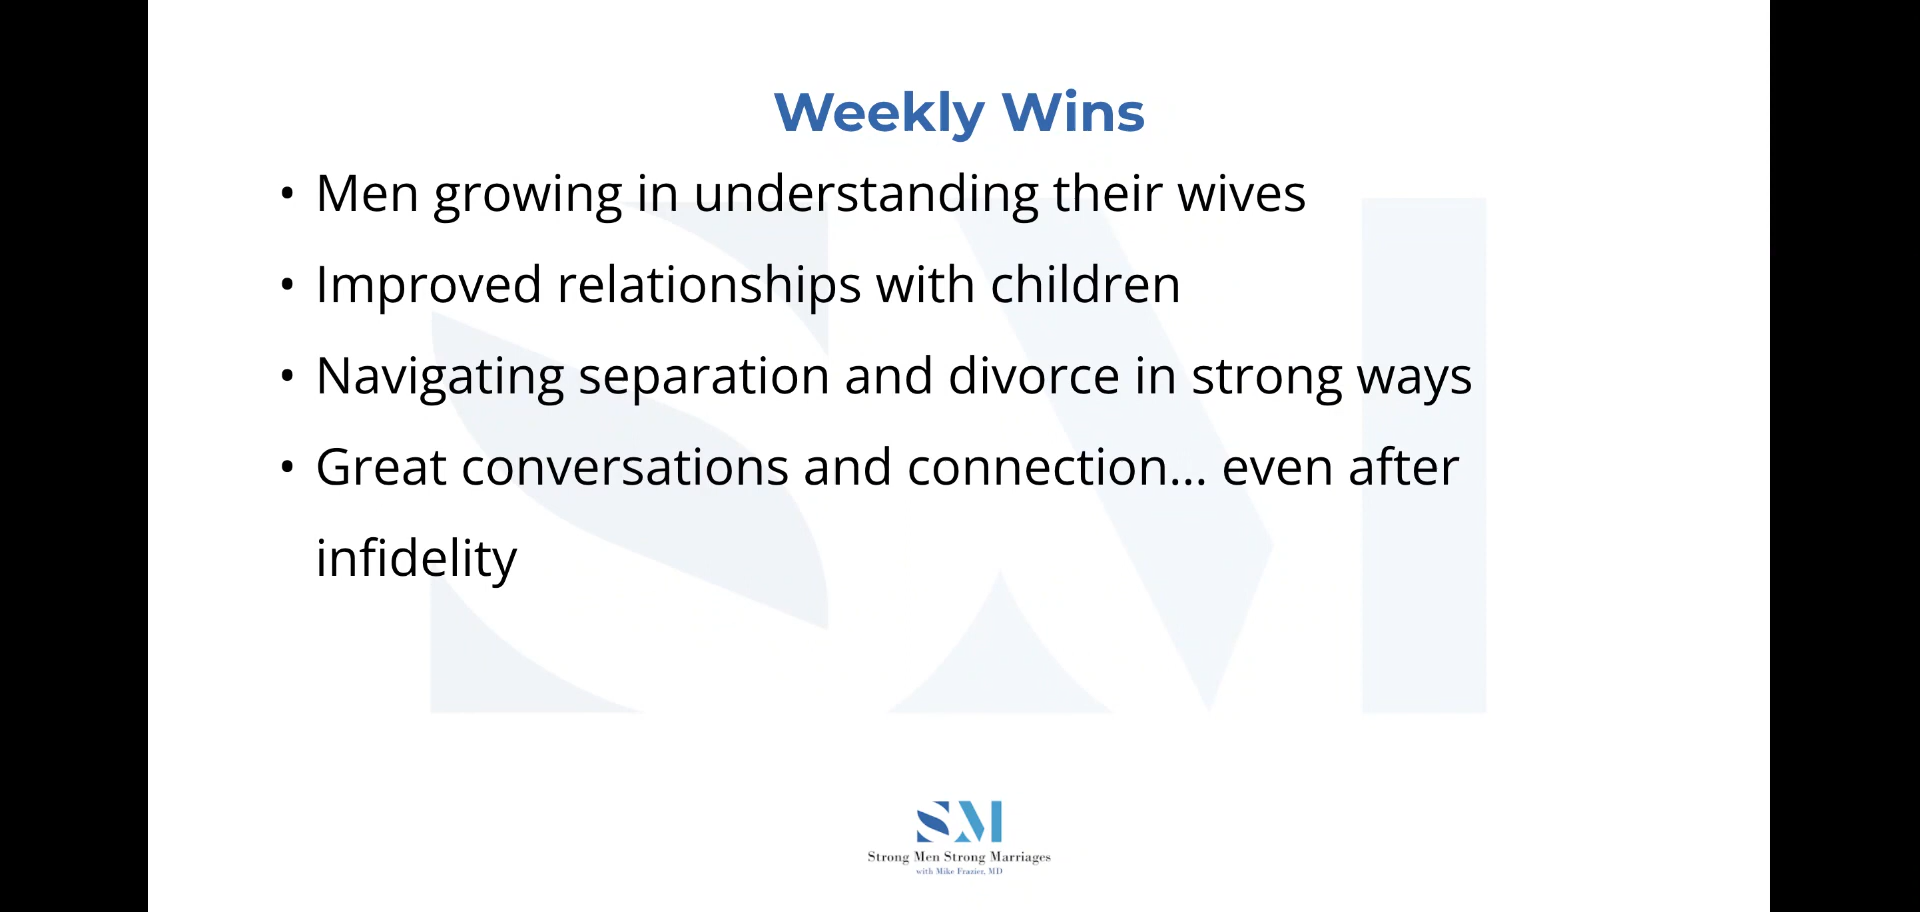 Weekly Wins
• Men growing in understanding their wives
• Improved relationships with children
• Navigating separation and divorce in strong ways
• Great conversations and connection... even after
infidelity
SM
SM
Strong Men Strong Marriages
with Mike Frazier, MD